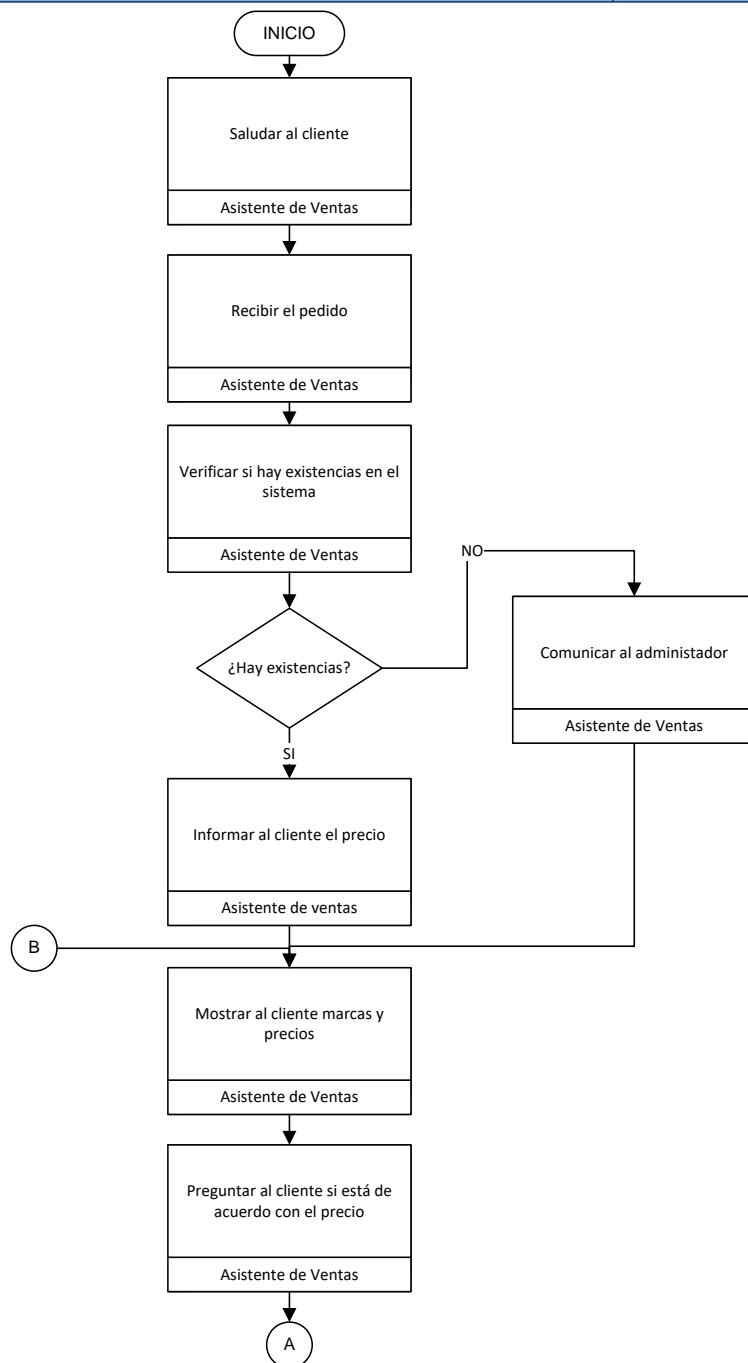 INICIO
Saludar al cliente
Asistente de Ventas
Recibir el pedido
Asistente de Ventas
Verificar si hay existencias en el
sistema
Asistente de Ventas
NO
¿Hay existencias?
Comunicar al administador
Asistente de Ventas
SI
Informar al cliente el precio
Asistente de ventas
B
Mostrar al cliente marcas y
precios
Asistente de Ventas
Preguntar al cliente si está de
acuerdo con el precio
Asistente de Ventas
A